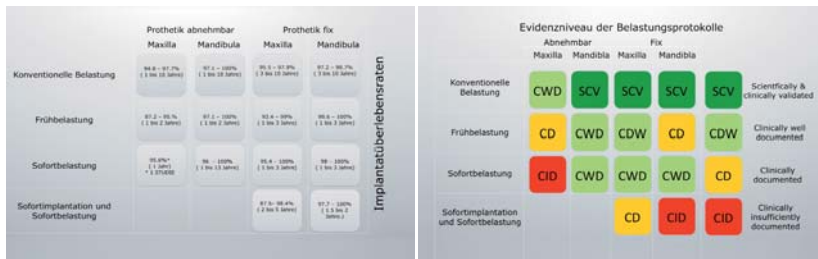 Prothetik abnehmbar Prothetik fix
Maxilla Mandibula Maxilla Mandibula
Konventionelle Belastung
94.8 - 97.7% 97.1 - 100% 95.5 - 97.9% 97.2 - 98.7%
( 1 bis 10 Jahre) ( 1 bis 10 Jahre) ( 3 bis 10 Jahre) ( 3 bis 10 Jahre)
Frühbelastung
87.2 - 95 % 97.1 - 100% 93.4 - 99% 98.6 - 100%
( 1 bis 2 Jahre) ( 1 bis 2 Jahre) ( 1 bis 3 Jahre) ( 1 bis 3 Jahre)
Sofortbelastung
95.6%* 96 - 100% 95.4 - 100% 98 - 100%
( 1 Jahr) ( 1 bis 13 Jahre) ( 1 bis 3 Jahre) ( 1 bis 3 Jahre)
* 1 STUDIE
Sofortimplantation und
Sofortbelastung
87.5- 98.4% 97.7 - 100%
( 2 bis 5 Jahre) ( 1 5 bis 2
Jahre )
Implantatüberlebensraten
Evidenzniveau der Belastungsprotokolle
Abnehmbar Fix
Maxilla Mandibla Maxilla Mandibla
Konventionelle
Belastung
CWD SCV SCV SCV SCV
Scientfically &
clinically validated
Frühbelastung
CD CWD CDW CD CDW
Clinically well
documented
Sofortbelastung
CID CWD CWD CWD CD
Clinically
documented
Sofortimplantation
und Sofortbelastung
CD CID CID
Clinically
insufficiently
documented